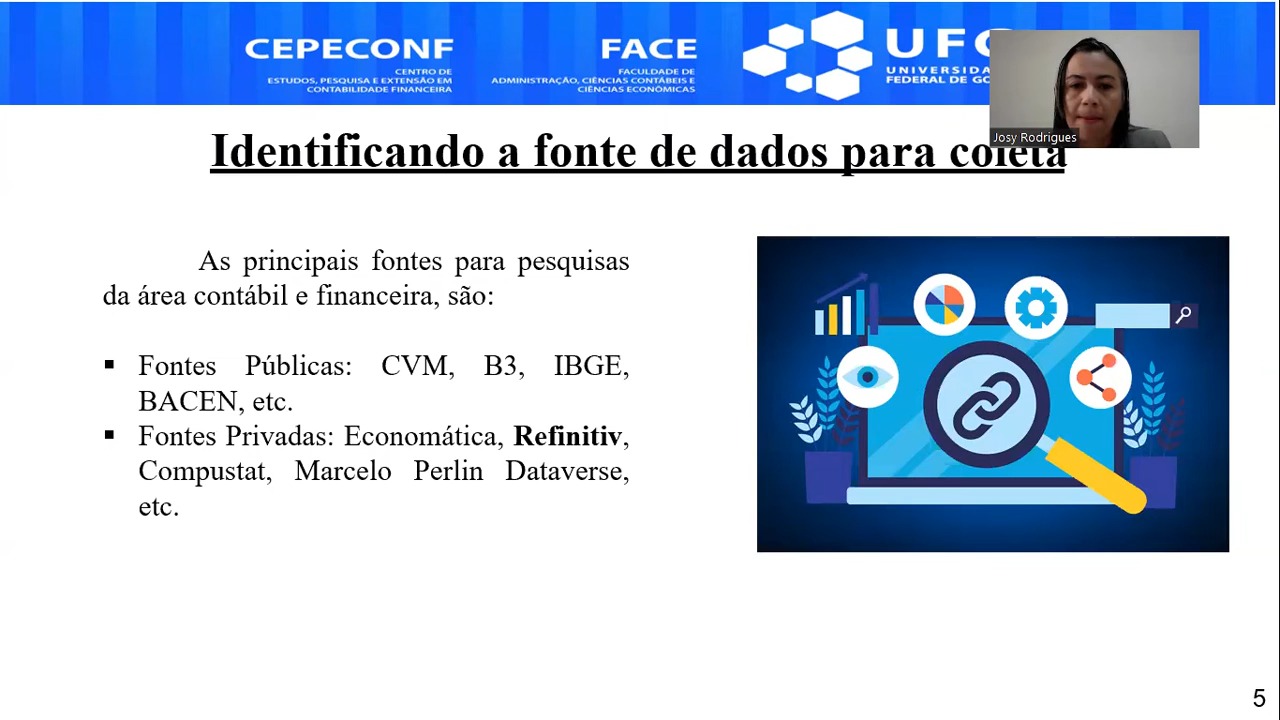 CEPECONF
CENTRO DE
ESTUDOS, PESQUISA E EXTENSÃO EM
CONTABILIDADE FINANCEIRA
FACE
FACULDADE DE
ADMINISTRAÇÃO, CIÊNCIAS CONTÁBEIS E
CIÊNCIAS ECONÔMICAS
UFG
UNIVERSIDA
FEDERAL DE GO
Josy Rodrigues
Identificando a fonte de dados para coleta
As principais fontes para pesquisas
da área contábil e financeira, são:
▪ Fontes Públicas: CVM, B3, IBGE,
BACEN, etc.
▪ Fontes Privadas: Economática, Refinitiv,
Compustat, Marcelo Perlin Dataverse,
etc.
5